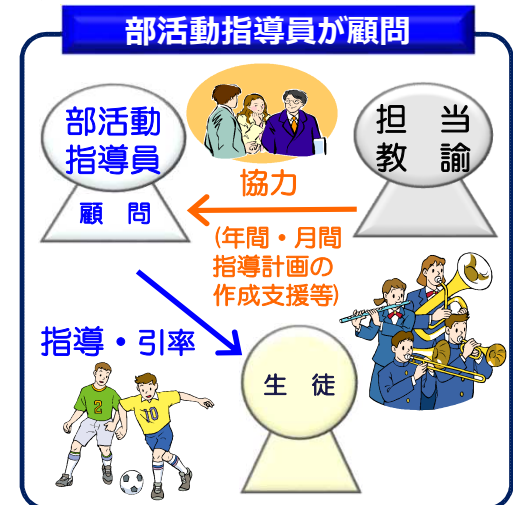 部活動指導員が顧問
部活動
指導員
顧 問
担 当
教 諭
協力
(年間・月間
指導計画の
作成支援等)
指導・引率
生 徒
2
10